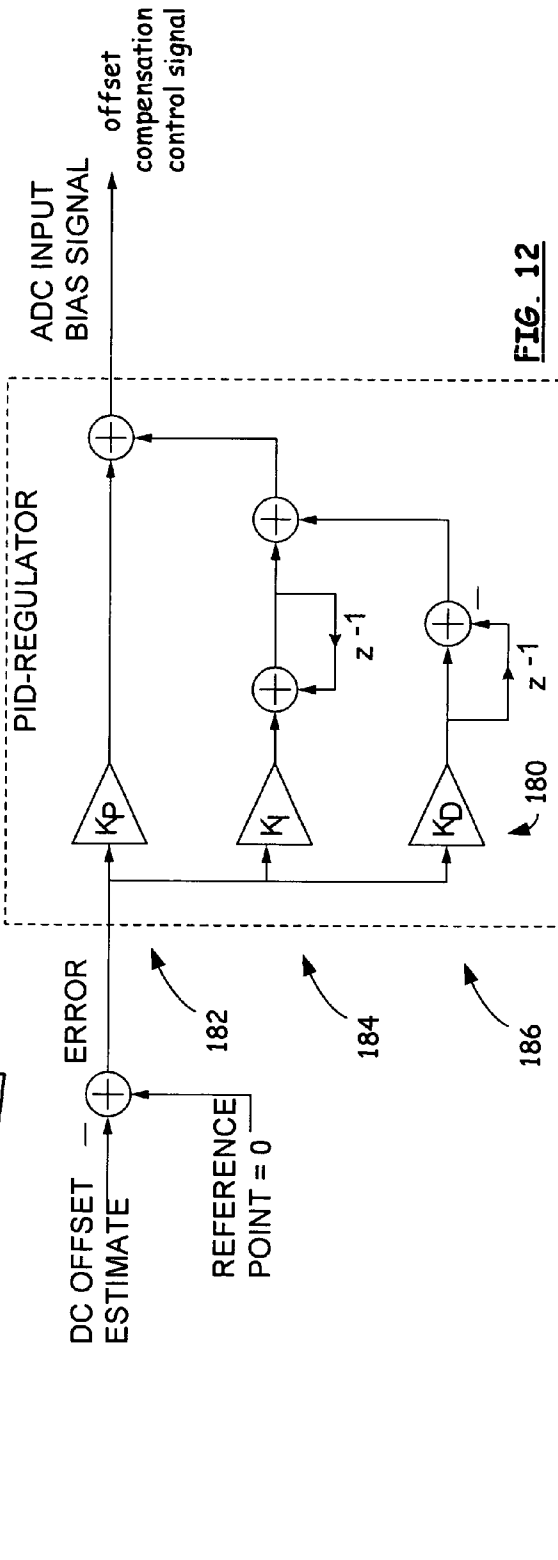 DC OFFSET
ESTIMATE
−
ERROR
REFERENCE
POINT = 0
182
184
186
PID-REGULATOR
KP
KI
KD
180
+
+
z -1
+
+
−
z -1
+
ADC INPUT
BIAS SIGNAL
offset
compensation
control signal
FIG. 12